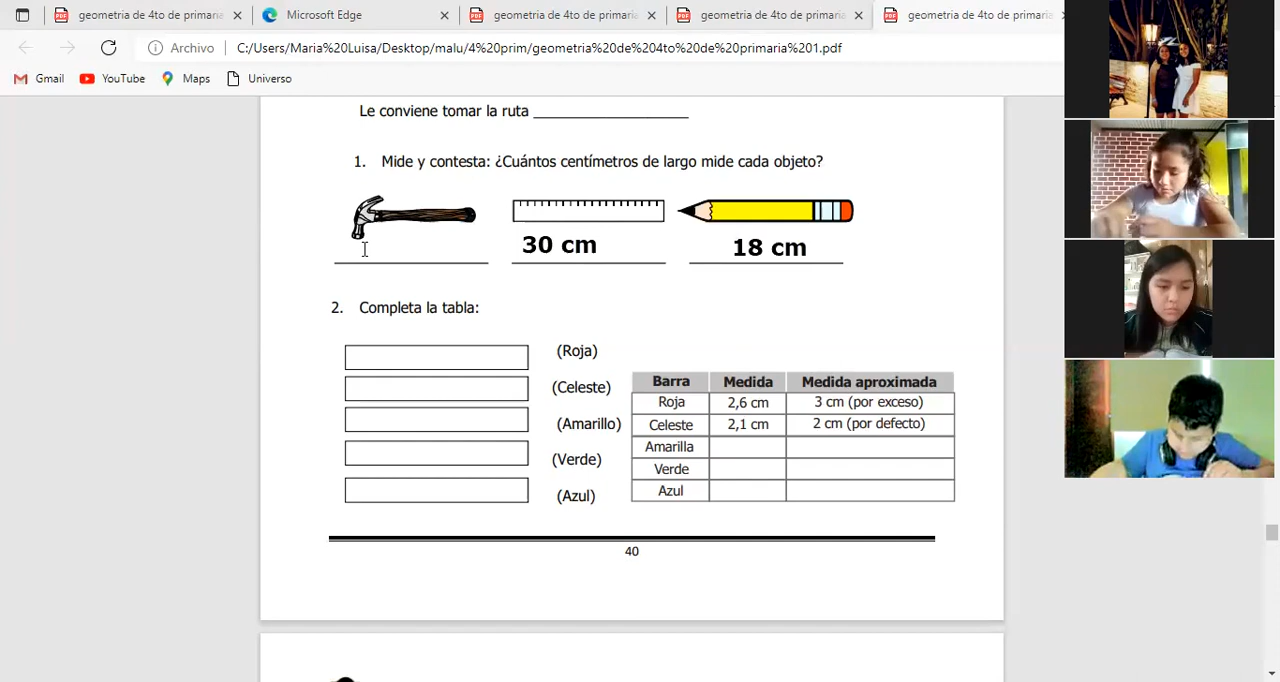 geometria de 4to de primaria
Microsoft Edge
geometria de 4to de primaria
geometria de 4to de primaria
geometria de 4to de primaria
Archivo
C:/Users/Maria%20Luisa/Desktop/malu/4%20prim/geometria%20de%204to%20de%20primaria%201.pdf
Gmail
YouTube
Maps
Universo
Le conviene tomar la ruta ____________________
1. Mide y contesta: ¿Cuántos centímetros de largo mide cada objeto?
30 cm
18 cm
2. Completa la tabla:
(Roja)
(Celeste)
(Amarillo)
(Verde)
(Azul)
Barra Medida Medida aproximada
Roja 2,6 cm 3 cm (por exceso)
Celeste 2,1 cm 2 cm (por defecto)
Amarilla
Verde
Azul
40